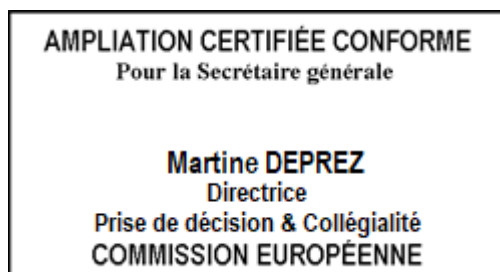 AMPLIATION CERTIFIÉE CONFORME
Pour la Secrétaire générale
Martine DEPREZ
Directrice
Prise de décision & Collégialité
COMMISSION EUROPÉENNE